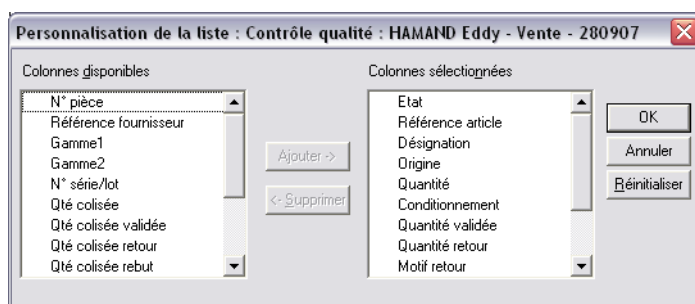 Personnalisation de la liste : Contrôle qualité : HAMAND Eddy - Vente - 280907
Colonnes disponibles
N° pièce
Référence fournisseur
Gamme1
Gamme2
N° série/lot
Qté colisée
Qté colisée validée
Qté colisée retour
Qté colisée rebut
Ajouter ->
<- Supprimer
Colonnes sélectionnées
Etat
Référence article
Désignation
Origine
Quantité
Conditionnement
Quantité validée
Quantité retour
Motif retour
OK
Annuler
Réinitialiser